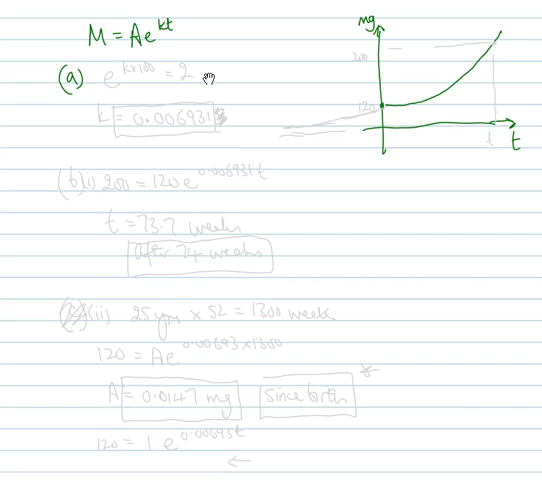 M = Ae^kt
mg
200
120
t
t
(a) e^k×100 = 2
k = 0.006931
(b)(i) 200 = 120e^0.006931t
t = 73.7 weeks
after 74 weeks
(ii) 25 yrs × 52 = 1300 week
120 = Ae^0.00693×1300
A = 0.0147 mg since birth *
120 = 1 e^0.00693t
←